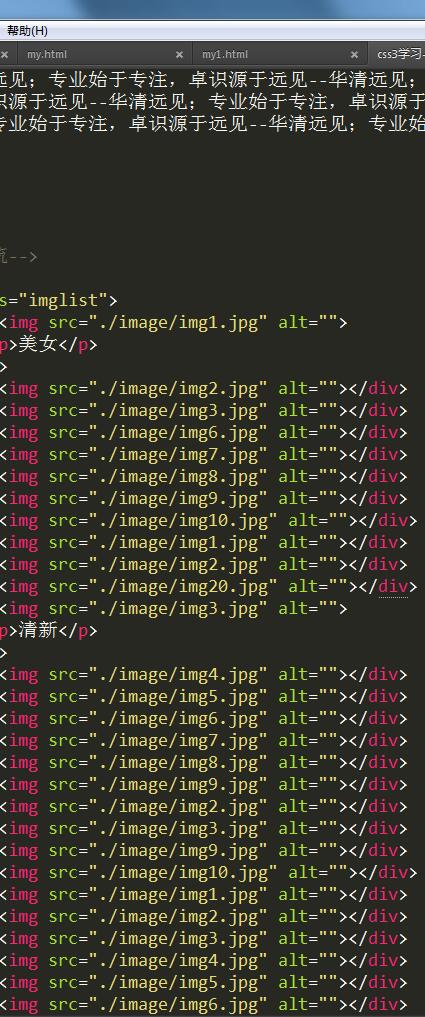 帮助(H)
my.html
my1.html
css3学习-
远见；专业始于专注，卓识源于远见--华清远见；
识源于远见--华清远见；专业始于专注，卓识源于
专业始于专注，卓识源于远见--华清远见；专业始
流-->
s="imglist">
<img src="./image/img1.jpg" alt="">
p>美女</p>
>
<img src="./image/img2.jpg" alt=""></div>
<img src="./image/img3.jpg" alt=""></div>
<img src="./image/img6.jpg" alt=""></div>
<img src="./image/img7.jpg" alt=""></div>
<img src="./image/img8.jpg" alt=""></div>
<img src="./image/img9.jpg" alt=""></div>
<img src="./image/img10.jpg" alt=""></div>
<img src="./image/img1.jpg" alt=""></div>
<img src="./image/img2.jpg" alt=""></div>
<img src="./image/img20.jpg" alt=""></div>
<img src="./image/img3.jpg" alt="">
p>清新</p>
>
<img src="./image/img4.jpg" alt=""></div>
<img src="./image/img5.jpg" alt=""></div>
<img src="./image/img6.jpg" alt=""></div>
<img src="./image/img7.jpg" alt=""></div>
<img src="./image/img8.jpg" alt=""></div>
<img src="./image/img9.jpg" alt=""></div>
<img src="./image/img2.jpg" alt=""></div>
<img src="./image/img3.jpg" alt=""></div>
<img src="./image/img9.jpg" alt=""></div>
<img src="./image/img10.jpg" alt=""></div>
<img src="./image/img1.jpg" alt=""></div>
<img src="./image/img2.jpg" alt=""></div>
<img src="./image/img3.jpg" alt=""></div>
<img src="./image/img4.jpg" alt=""></div>
<img src="./image/img5.jpg" alt=""></div>
<img src="./image/img6.jpg" alt=""></div>